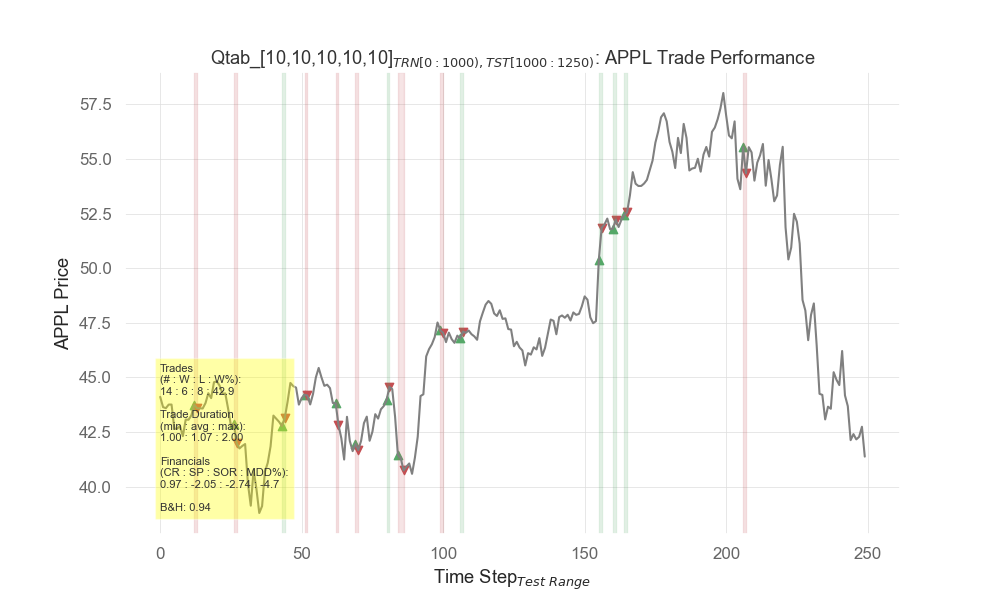 Qtab_[10,10,10,10,10]TRN[0 : 1000), TST[1000 : 1250): APPL Trade Performance
57.5
55.0
52.5
50.0
47.5
45.0
42.5
40.0
APPL Price
Trades
(# : W : L : W%):
14 : 6 : 8 : 42.9
Trade Duration
(min : avg : max):
1.00 : 1.07 : 2.00
Financials
(CR : SP : SOR : MDD%):
0.97 : -2.05 : -2.74 : -4.7
B&H: 0.94
0 50 100 150 200 250
Time StepTest Range